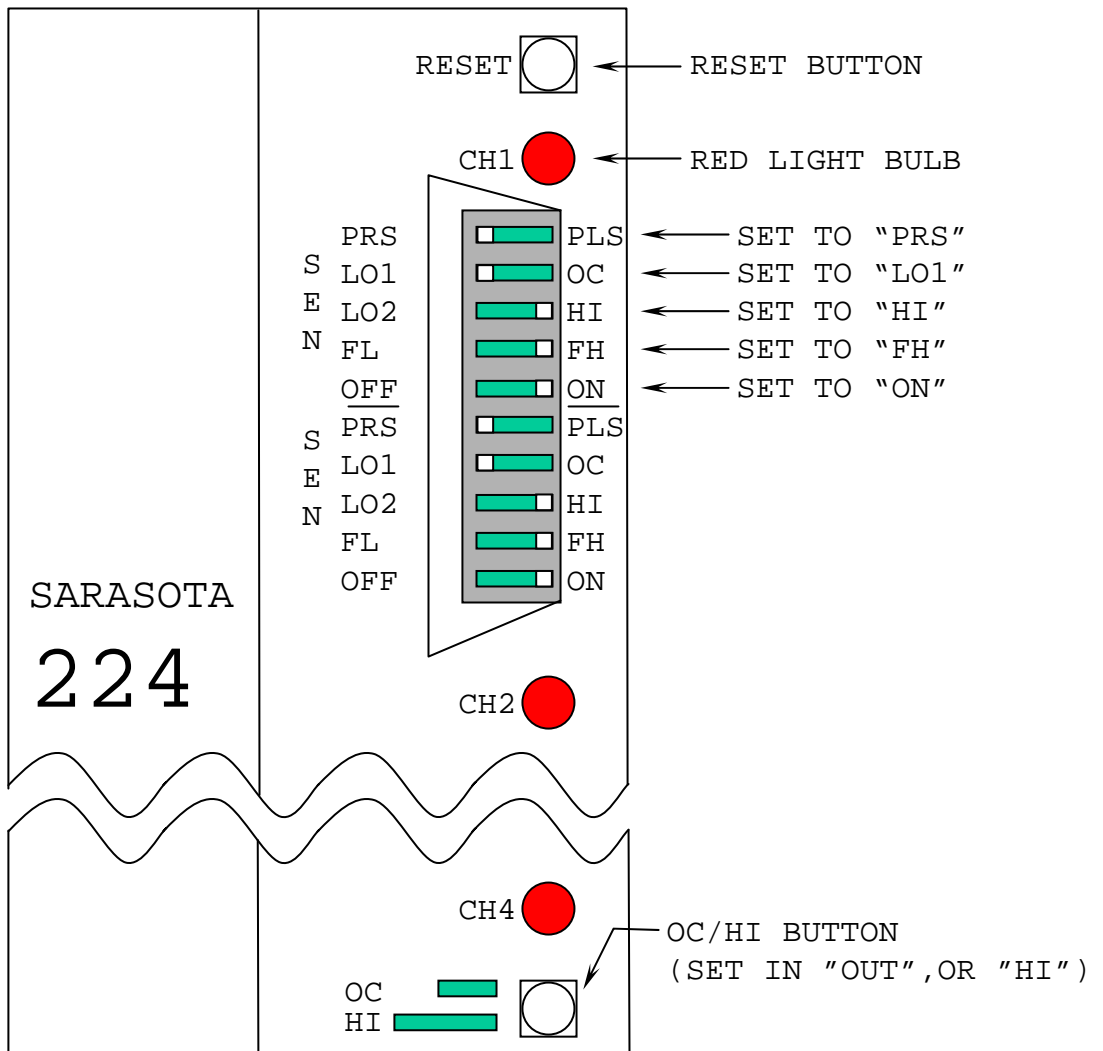 RESET RESET BUTTON
CH1 RED LIGHT BULB
PRS PLS SET TO “PRS”
S
E
N
LO1 OC SET TO “LO1”
LO2 HI SET TO “HI”
FL FH SET TO “FH”
OFF ON SET TO “ON”
PRS PLS
S
E
N
LO1 OC
LO2 HI
FL FH
OFF ON
SARASOTA
224
CH2
CH4
OC/HI BUTTON
(SET IN ”OUT”,OR ”HI”)
OC
HI